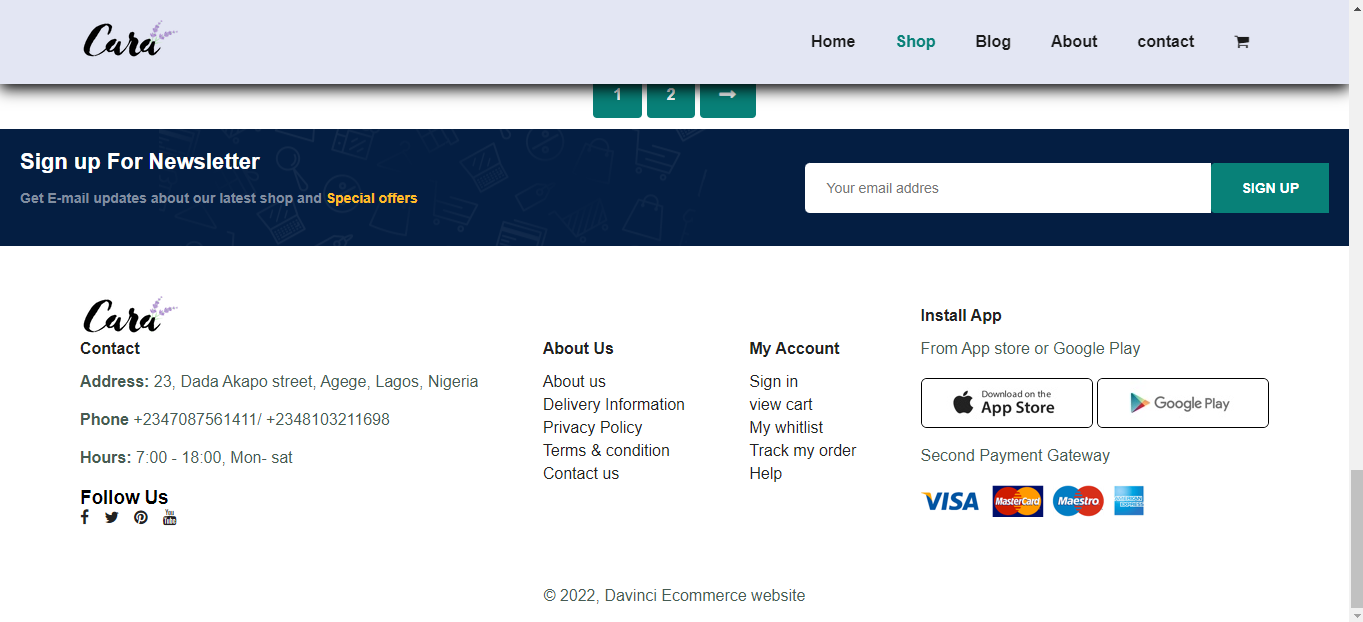 Cara
Home Shop Blog About contact
1 2
Sign up For Newsletter
Get E-mail updates about our latest shop and Special offers
Your email addres
SIGN UP
Cara
Contact
Address: 23, Dada Akapo street, Agege, Lagos, Nigeria
Phone +2347087561411/ +2348103211698
Hours: 7:00 - 18:00, Mon- sat
Follow Us
You Tube
About Us
About us
Delivery Information
Privacy Policy
Terms & condition
Contact us
My Account
Sign in
view cart
My whitlist
Track my order
Help
Install App
From App store or Google Play
Download on the
App Store
Google Play
Second Payment Gateway
VISA MasterCard Maestro AMERICAN EXPRESS
© 2022, Davinci Ecommerce website